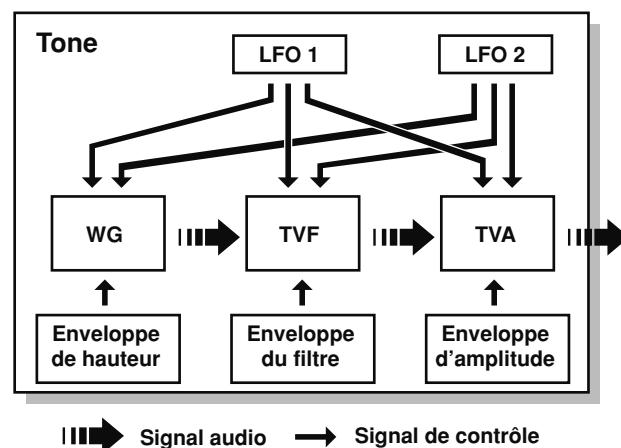 Tone
LFO 1
LFO 2
WG
TVF
TVA
Enveloppe
de hauteur
Enveloppe
du filtre
Enveloppe
d'amplitude
Signal audio
Signal de contrôle